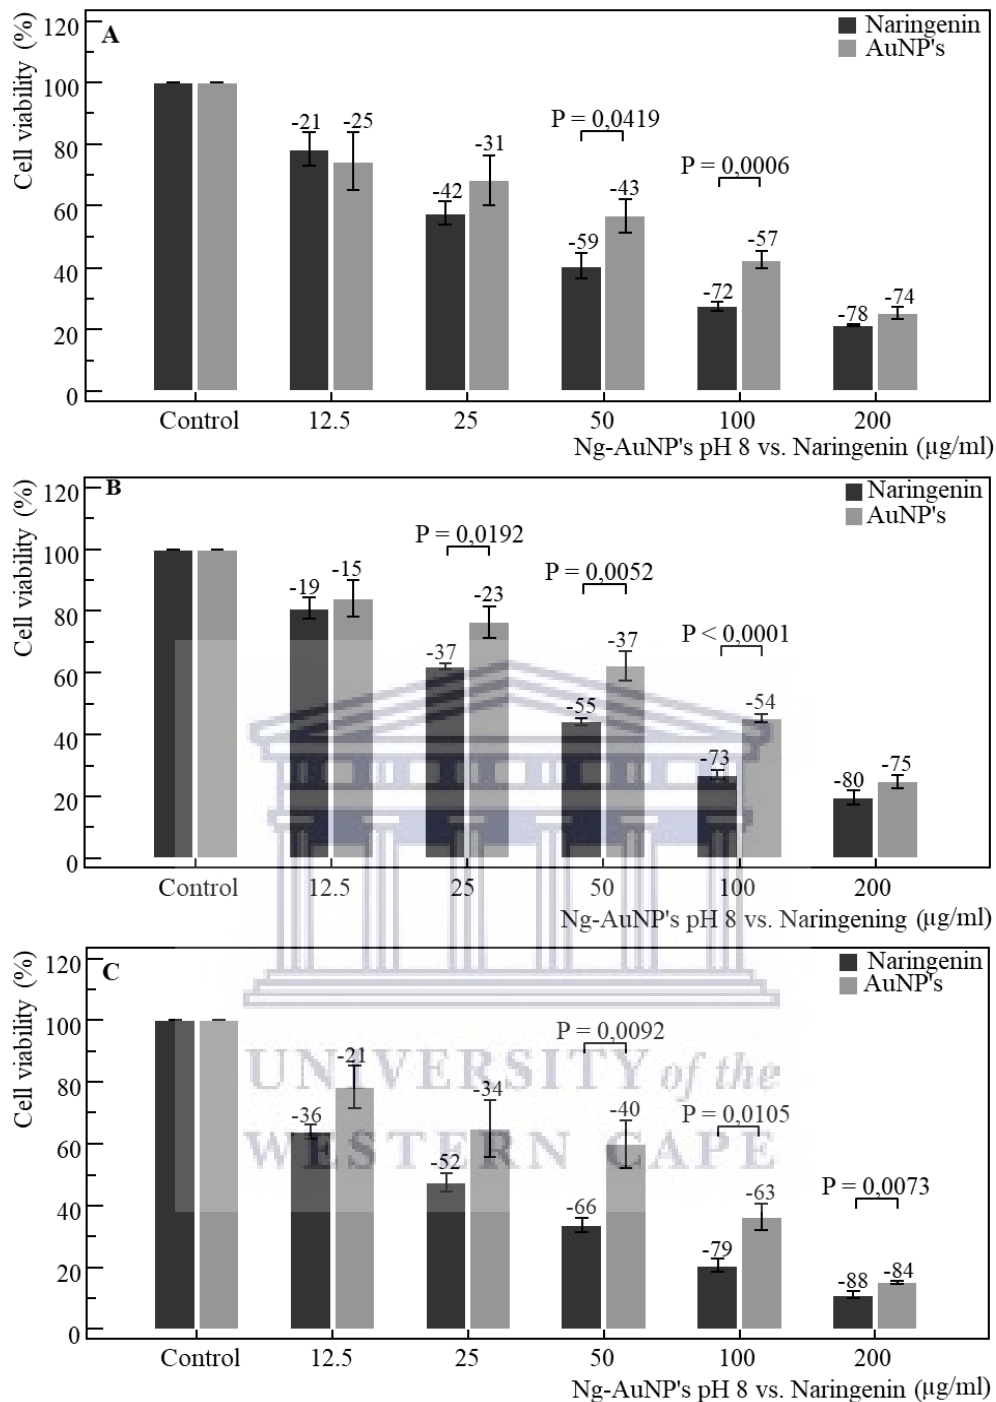 A
Naringenin
AuNP's
Cell viability (%)
120
100
80
60
40
20
0
-21 -25
-42 -31
P = 0,0419
-59 -43
P = 0,0006
-72 -57
-78 -74
Control 12.5 25 50 100 200
Ng-AuNP's pH 8 vs. Naringenin (µg/ml)
B
Naringenin
AuNP's
Cell viability (%)
120
100
80
60
40
20
0
-19 -15
P = 0,0192
-37 -23
P = 0,0052
-55 -37
P < 0,0001
-73 -54
-80 -75
Control 12.5 25 50 100 200
Ng-AuNP's pH 8 vs. Naringening (µg/ml)
C
Naringenin
AuNP's
Cell viability (%)
120
100
80
60
40
20
0
-36 -21
-52 -34
P = 0,0092
-66 -40
P = 0,0105
-79 -63
P = 0,0073
-88 -84
Control 12.5 25 50 100 200
Ng-AuNP's pH 8 vs. Naringenin (µg/ml)
UNIVERSITY of the
WESTERN CAPE